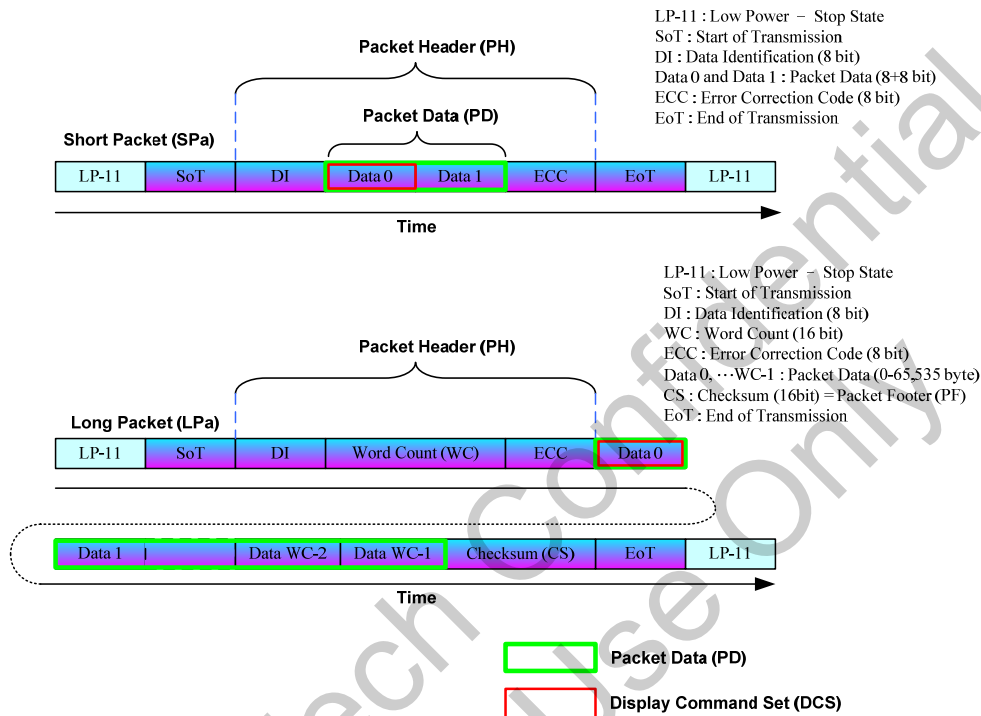 LP-11 : Low Power – Stop State
SoT : Start of Transmission
DI : Data Identification (8 bit)
Data 0 and Data 1 : Packet Data (8+8 bit)
ECC : Error Correction Code (8 bit)
EoT : End of Transmission
Packet Header (PH)
Packet Data (PD)
Short Packet (SPa)
LP-11 SoT DI Data 0 Data 1 ECC EoT LP-11
Time
LP-11 : Low Power – Stop State
SoT : Start of Transmission
DI : Data Identification (8 bit)
WC : Word Count (16 bit)
ECC : Error Correction Code (8 bit)
Data 0, ⋯WC-1 : Packet Data (0-65,535 byte)
CS : Checksum (16bit) = Packet Footer (PF)
EoT : End of Transmission
Packet Header (PH)
Long Packet (LPa)
LP-11 SoT DI Word Count (WC) ECC Data 0
Data 1 Data WC-2 Data WC-1 Checksum (CS) EoT LP-11
Time
Packet Data (PD)
Display Command Set (DCS)
tech Confidential
Use Only